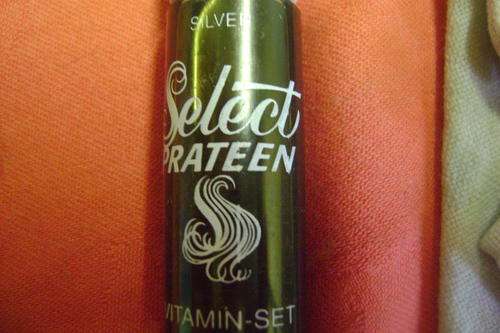 SILVER
Select
PRATEEN
VITAMIN-SET